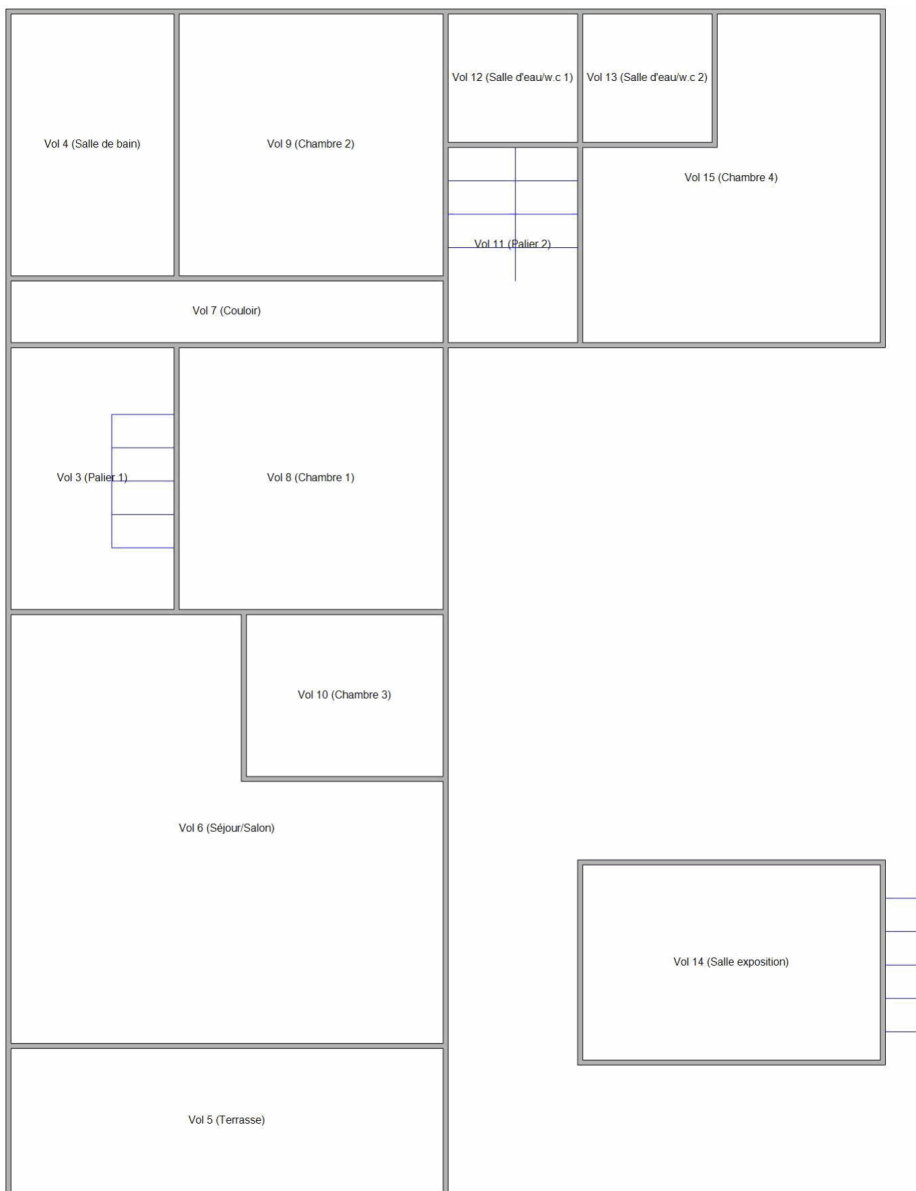 Vol 12 (Salle d'eau/w.c 1)
Vol 13 (Salle d'eau/w.c 2)
Vol 4 (Salle de bain)
Vol 9 (Chambre 2)
Vol 15 (Chambre 4)
Vol 11 (Palier 2)
Vol 7 (Couloir)
Vol 3 (Palier 1)
Vol 8 (Chambre 1)
Vol 10 (Chambre 3)
Vol 6 (Séjour/Salon)
Vol 14 (Salle exposition)
Vol 5 (Terrasse)